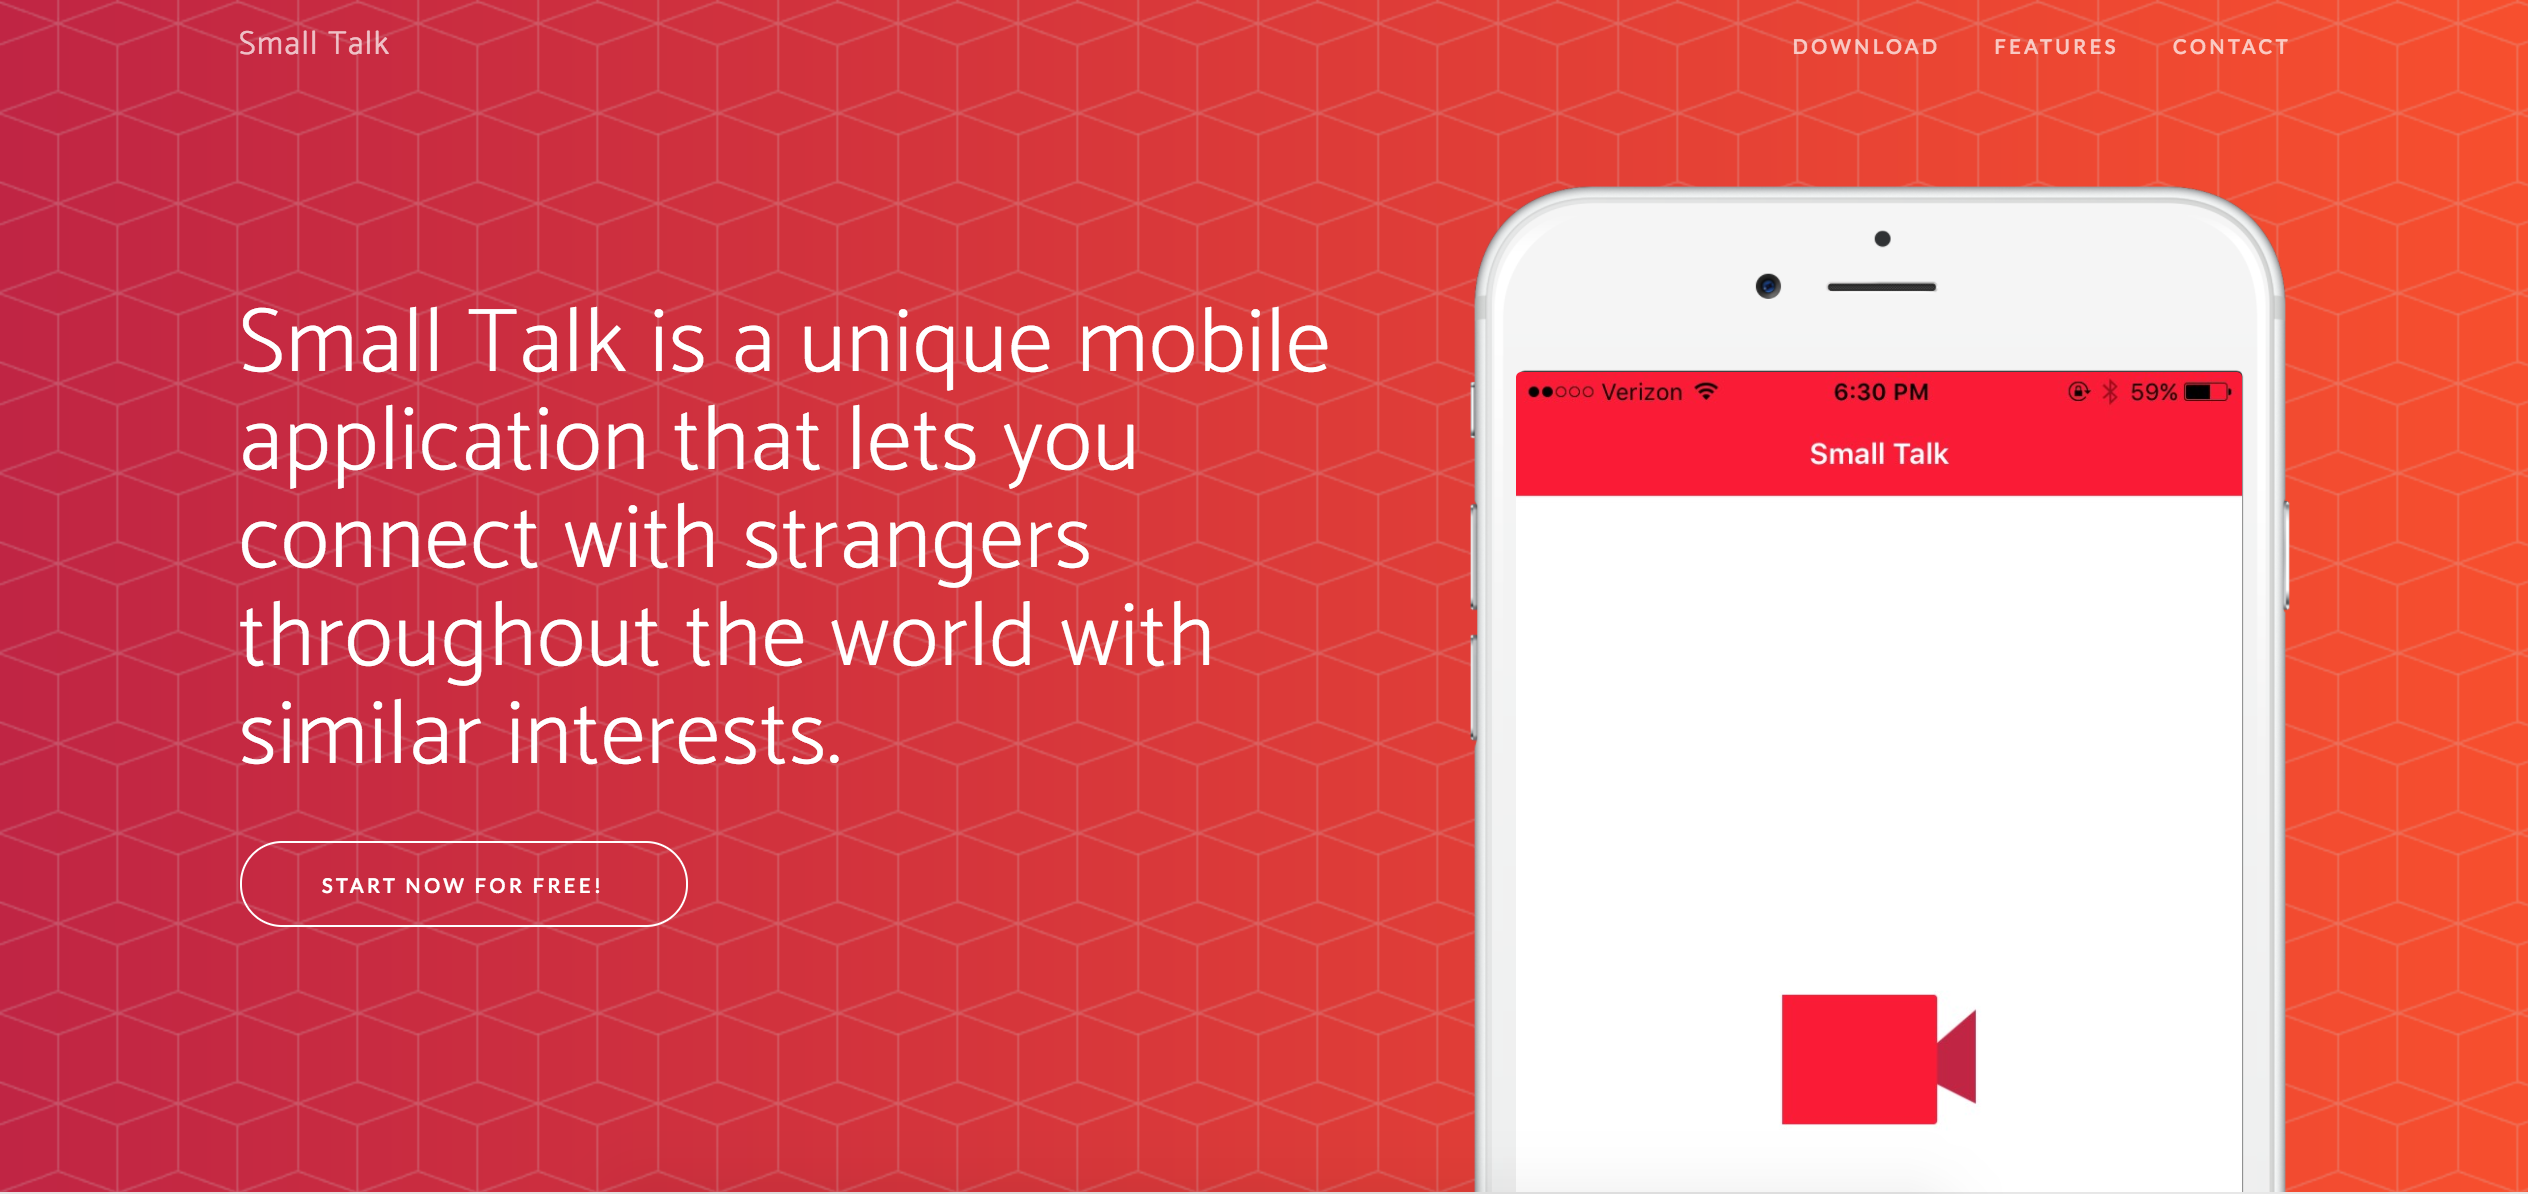 Small Talk
DOWNLOAD FEATURES CONTACT
Small Talk is a unique mobile
application that lets you
connect with strangers
throughout the world with
similar interests.
START NOW FOR FREE!
Verizon 6:30 PM 59%
Small Talk